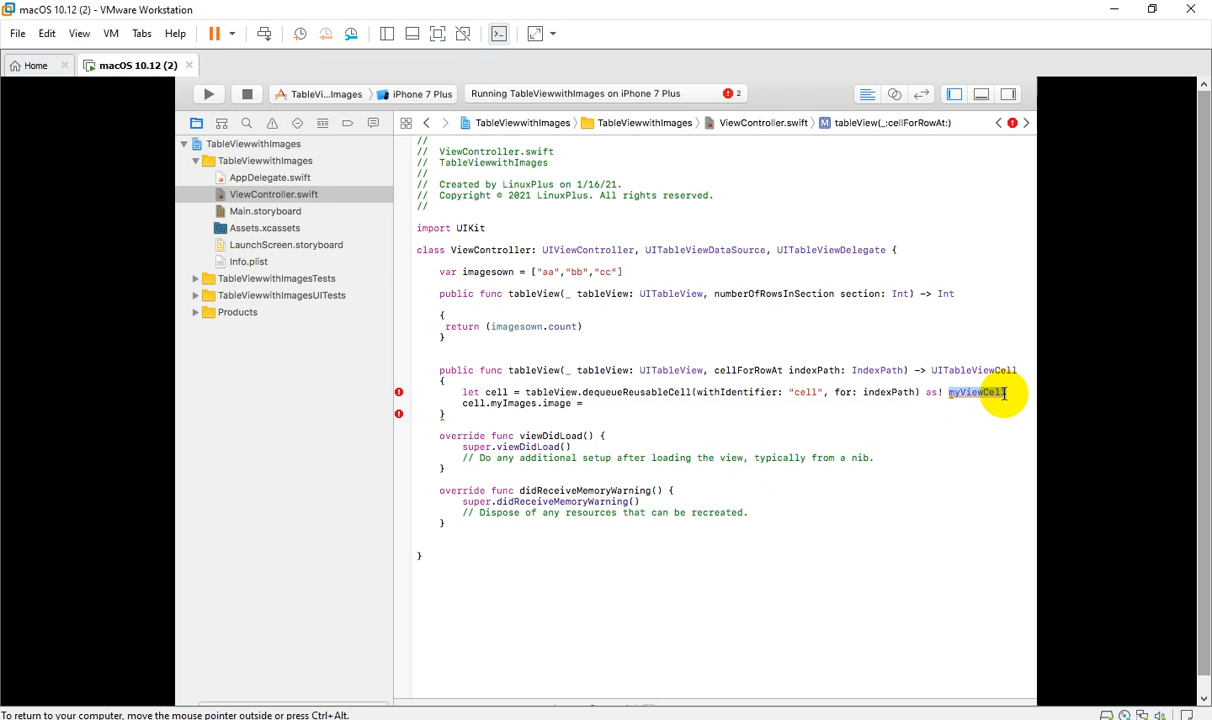 macOS 10.12 (2) - VMware Workstation
File Edit View VM Tabs Help
Home
macOS 10.12 (2)
TableVi...Images
iPhone 7 Plus
Running TableViewwithImages on iPhone 7 Plus
2
TableViewwithImages
TableViewwithImages
ViewController.swift
M tableView(_:cellForRowAt:)
TableViewwithImages
TableViewwithImages
AppDelegate.swift
ViewController.swift
Main.storyboard
Assets.xcassets
LaunchScreen.storyboard
Info.plist
TableViewwithImagesTests
TableViewwithImagesUITests
Products
//
// ViewController.swift
// TableViewwithImages
//
// Created by LinuxPlus on 1/16/21.
// Copyright © 2021 LinuxPlus. All rights reserved.
//
import UIKit
class ViewController: UIViewController, UITableViewDataSource, UITableViewDelegate {
var imagesown = ["aa","bb","cc"]
public func tableView(_ tableView: UITableView, numberOfRowsInSection section: Int) -> Int
{
return (imagesown.count)
}
public func tableView(_ tableView: UITableView, cellForRowAt indexPath: IndexPath) -> UITableViewCell
{
let cell = tableView.dequeueReusableCell(withIdentifier: "cell", for: indexPath) as! myViewCell
cell.myImages.image =
}
override func viewDidLoad() {
super.viewDidLoad()
// Do any additional setup after loading the view, typically from a nib.
}
override func didReceiveMemoryWarning() {
super.didReceiveMemoryWarning()
// Dispose of any resources that can be recreated.
}
}
To return to your computer, move the mouse pointer outside or press Ctrl+Alt.